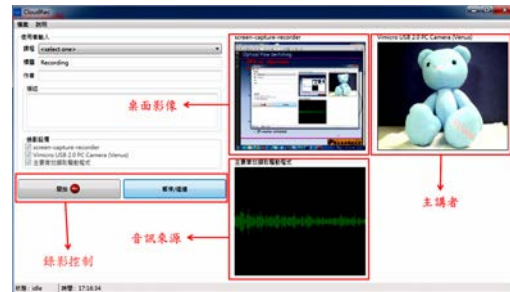 CloudRec
檔案 說明
使用者輸入
課程 <select one>
標題 Recording
作者
描述
錄影設備
screen-capture-recorder
Vimicro USB 2.0 PC Camera (Venus)
主要音效擷取驅動程式
開始
暫停/繼續
錄影控制
桌面影像
音訊來源
screen-capture-recorder
主要音效擷取驅動程式
Vimicro USB 2.0 PC Camera (Venus)
主講者
狀態: idle 時間: 17:16:34